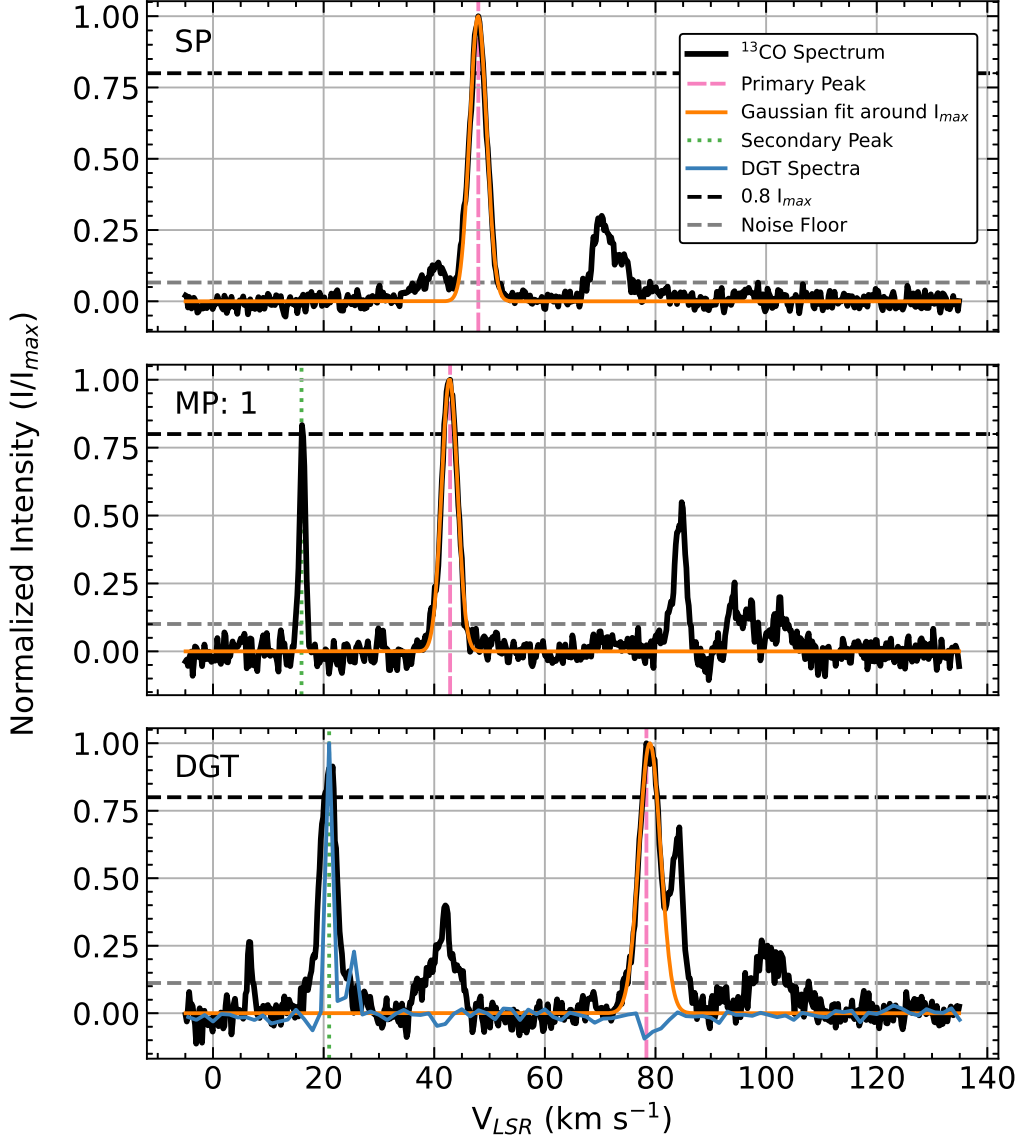 SP
1.00
0.75
0.50
0.25
0.00
¹³CO Spectrum
Primary Peak
Gaussian fit around Iₘₐₓ
Secondary Peak
DGT Spectra
0.8 Iₘₐₓ
Noise Floor
MP: 1
1.00
0.75
0.50
0.25
0.00
DGT
1.00
0.75
0.50
0.25
0.00
0 20 40 60 80 100 120 140
Normalized Intensity (I/Iₘₐₓ)
V_LSR (km s⁻¹)